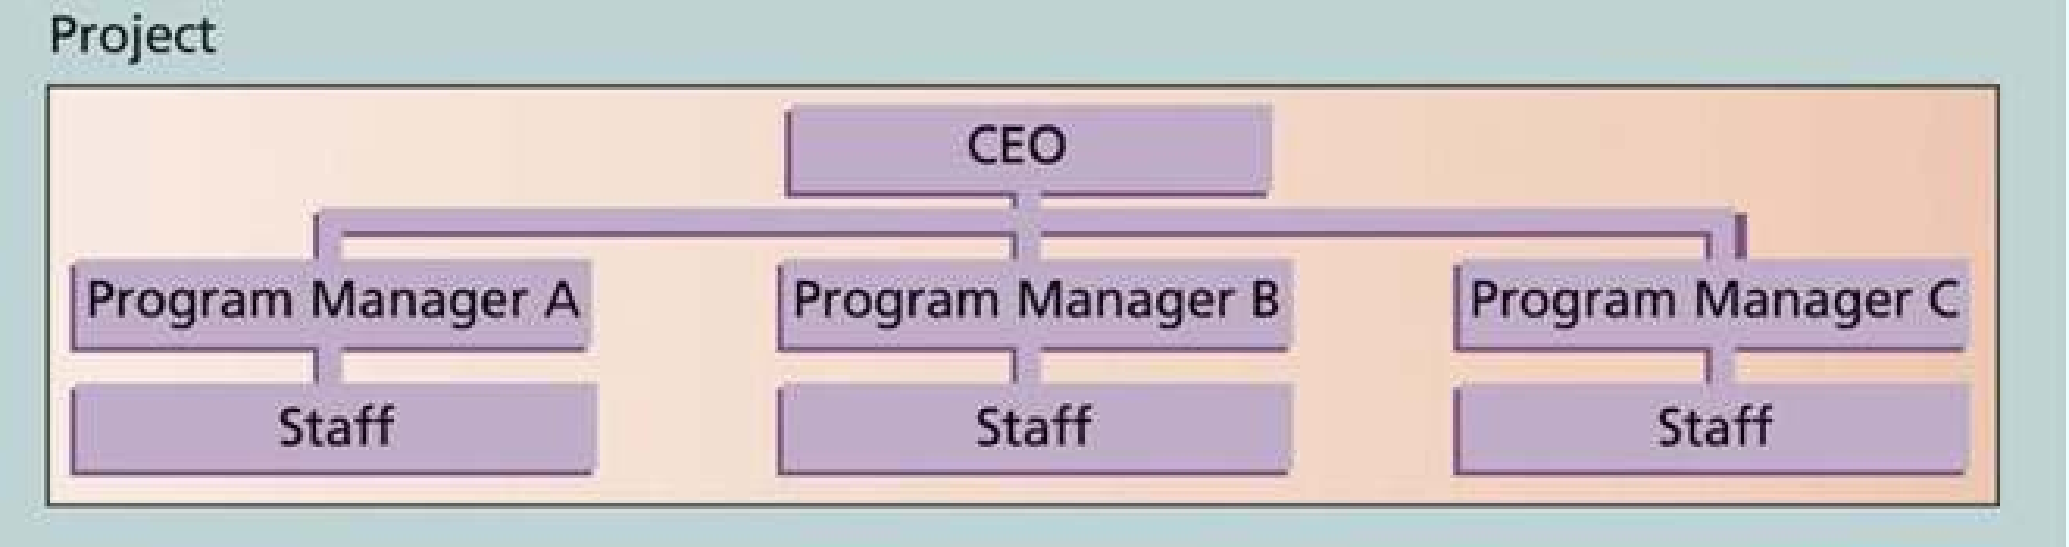 Project
CEO
Program Manager A
Program Manager B
Program Manager C
Staff
Staff
Staff